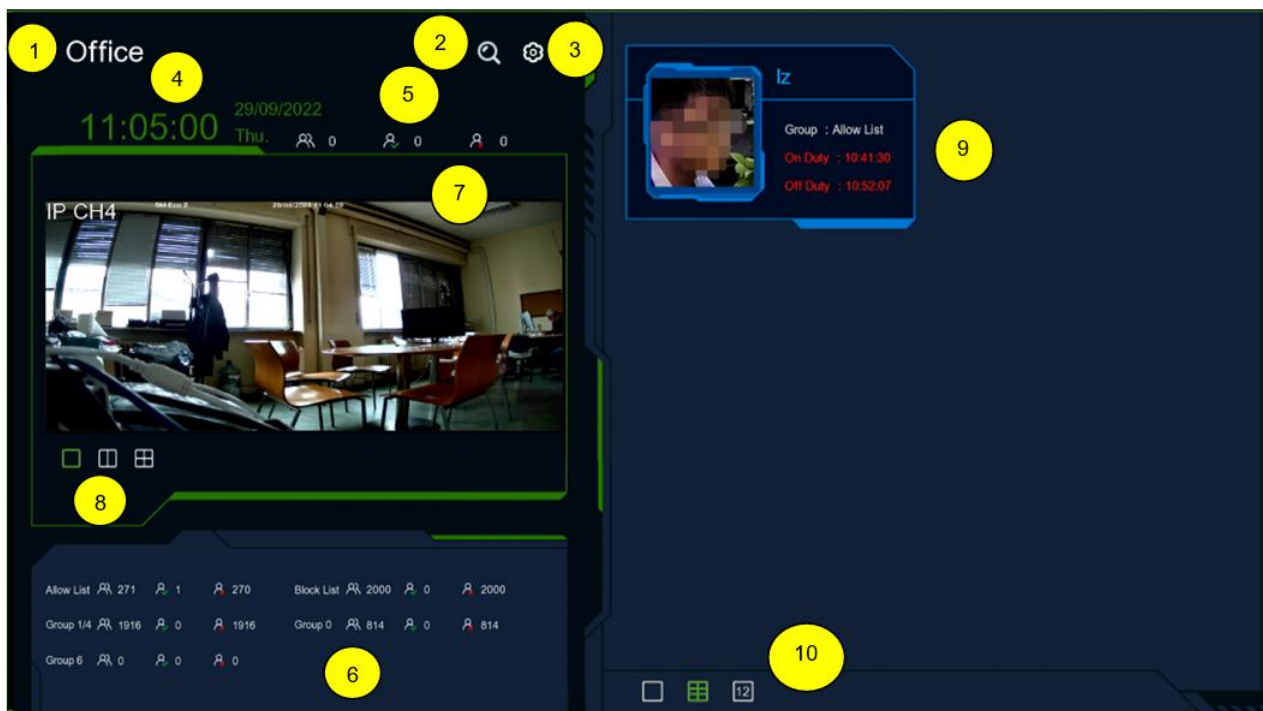 1 Office 2 3
4
5
11:05:00 29/09/2022
Thu. 0 0 0
7
IP CH4
8
Allow List 271 1 270 Block List 2000 0 2000
Group 1/4 1916 0 1916 Group 0 814 0 814
Group 6 0 0 0
6
Iz
Group : Allow List
On Duty : 10:41:30
Off Duty : 10:52:07
9
10
12